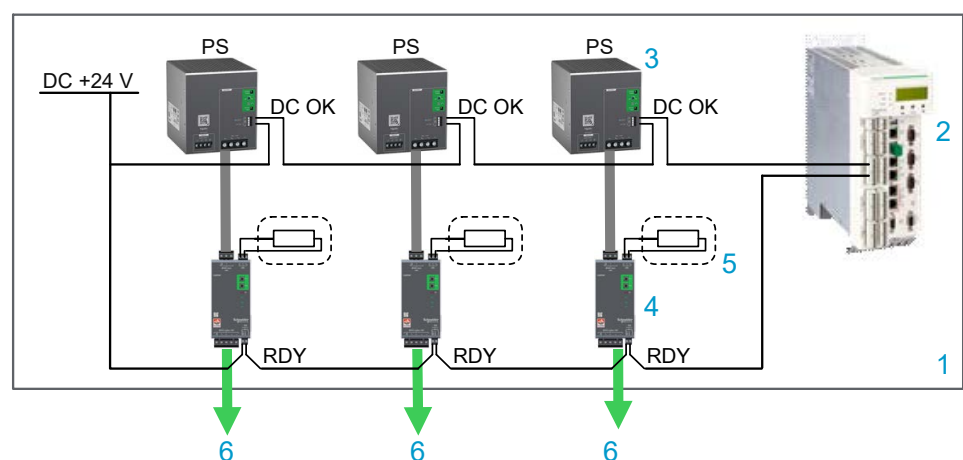 PS PS PS 3
DC +24 V
DC OK DC OK DC OK
2
5
4
RDY RDY RDY
1
6 6 6